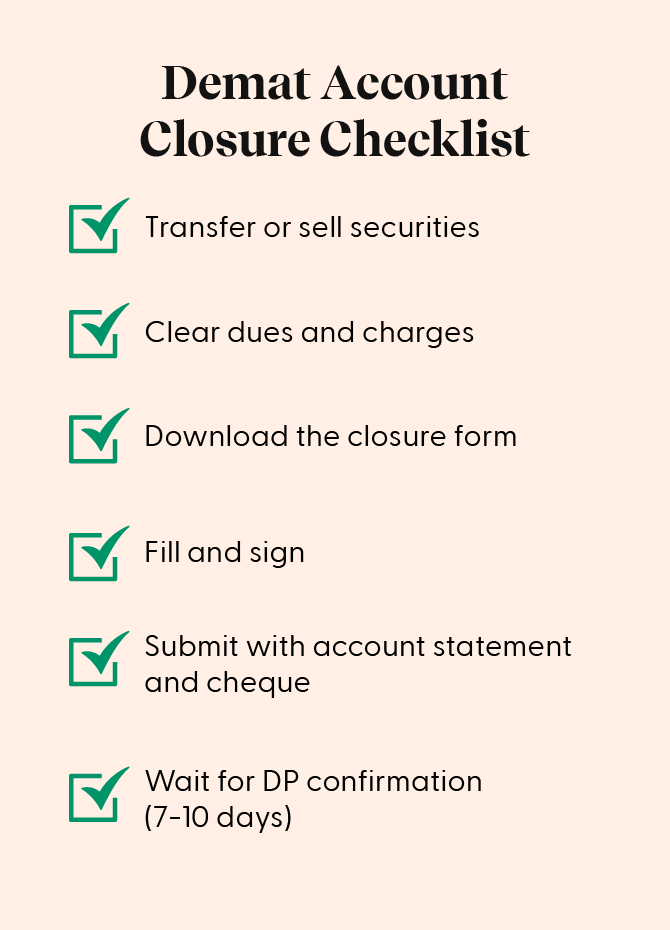 Demat Account
Closure Checklist
Transfer or sell securities
Clear dues and charges
Download the closure form
Fill and sign
Submit with account statement
and cheque
Wait for DP confirmation
(7-10 days)